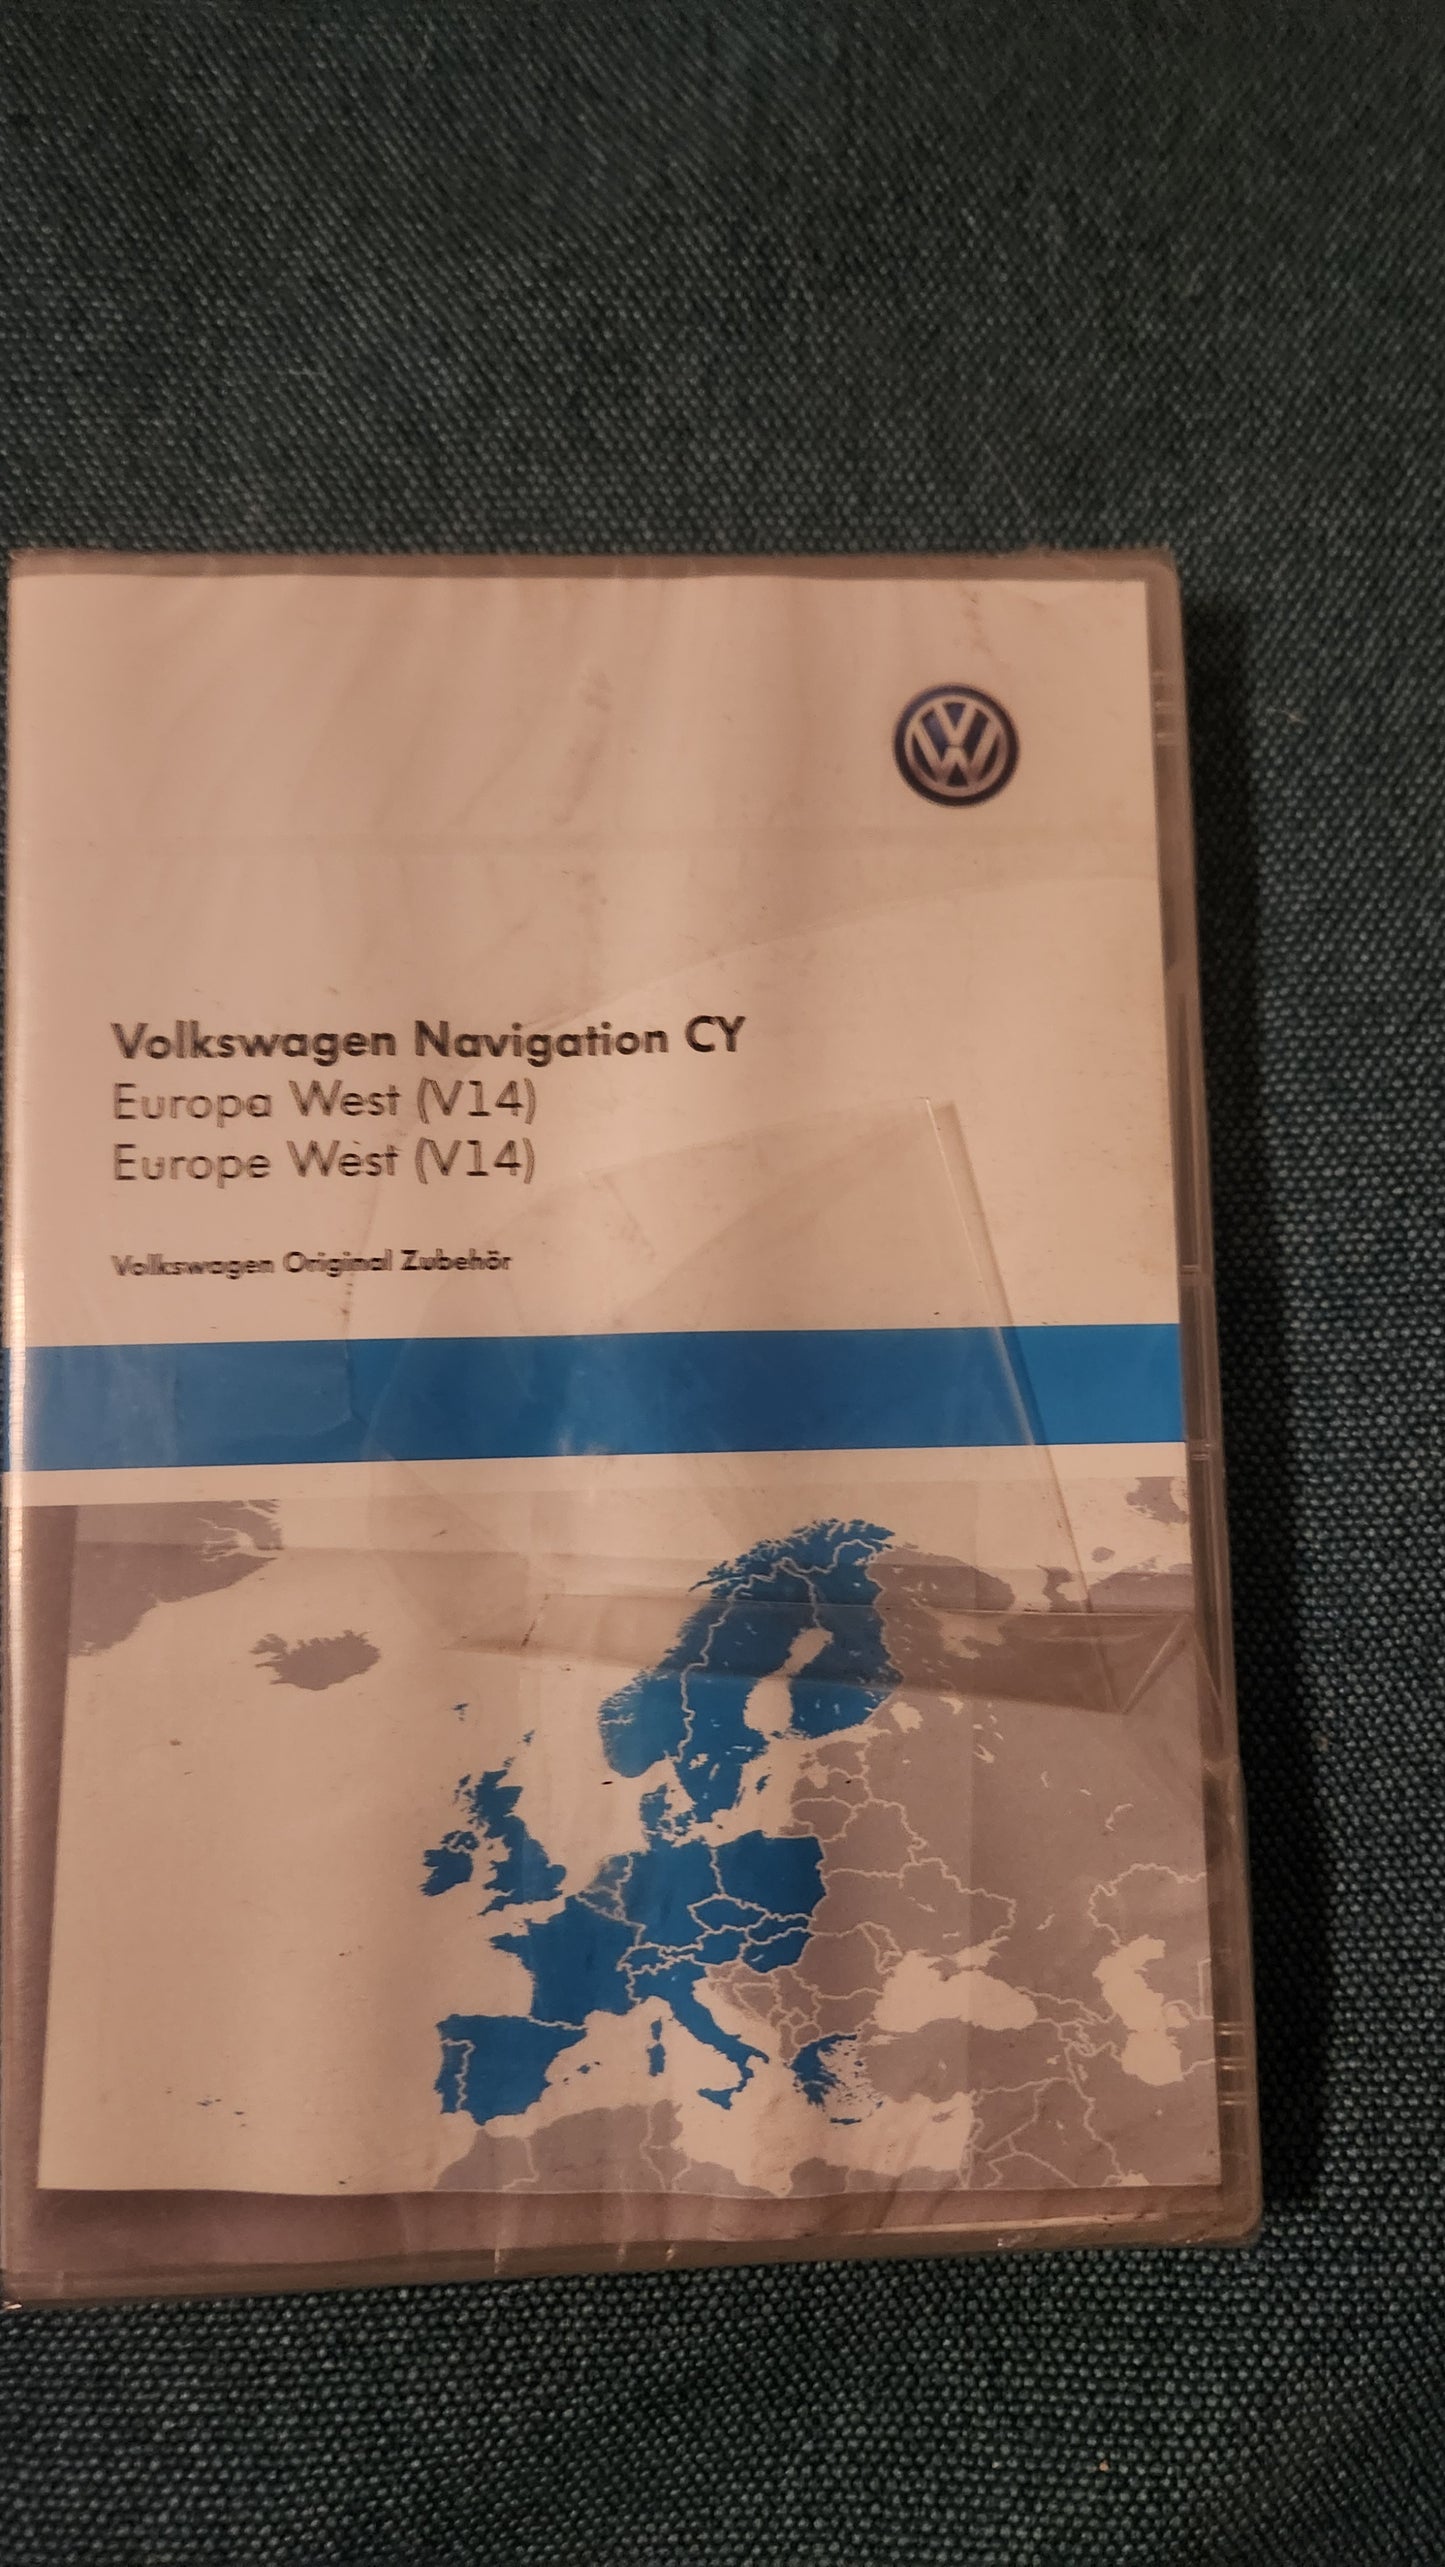 Volkswagen Navigation CY
Europa West (V14)
Europe West (V14)
Volkswagen Original Zubehör